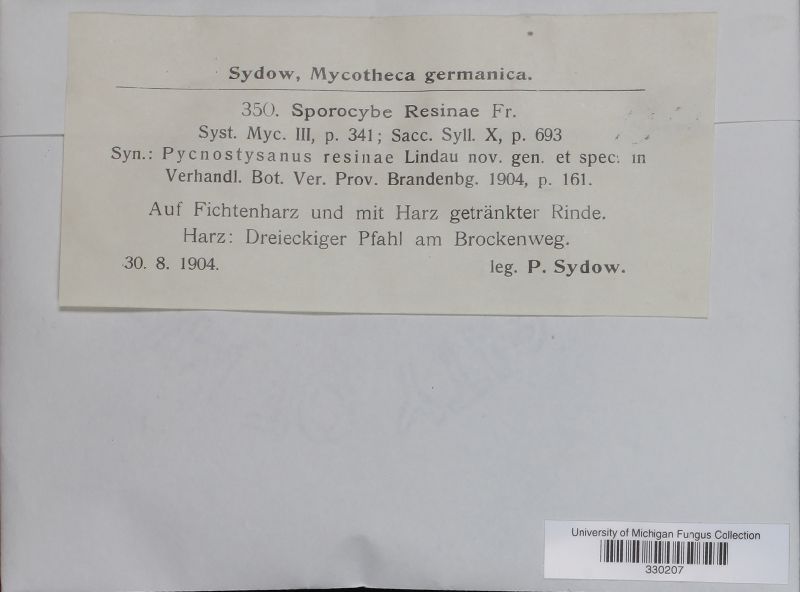 Sydow, Mycotheca germanica.
350. Sporocybe Resinae Fr.
Syst. Myc. III, p. 341; Sacc. Syll. X, p. 693
Syn.: Pycnostysanus resinae Lindau nov. gen. et spec. in
Verhandl. Bot. Ver. Prov. Brandenbg. 1904, p. 161.
Auf Fichtenharz und mit Harz getränkter Rinde.
Harz: Dreieckiger Pfahl am Brockenweg.
30. 8. 1904. leg. P. Sydow.
University of Michigan Fungus Collection
330207